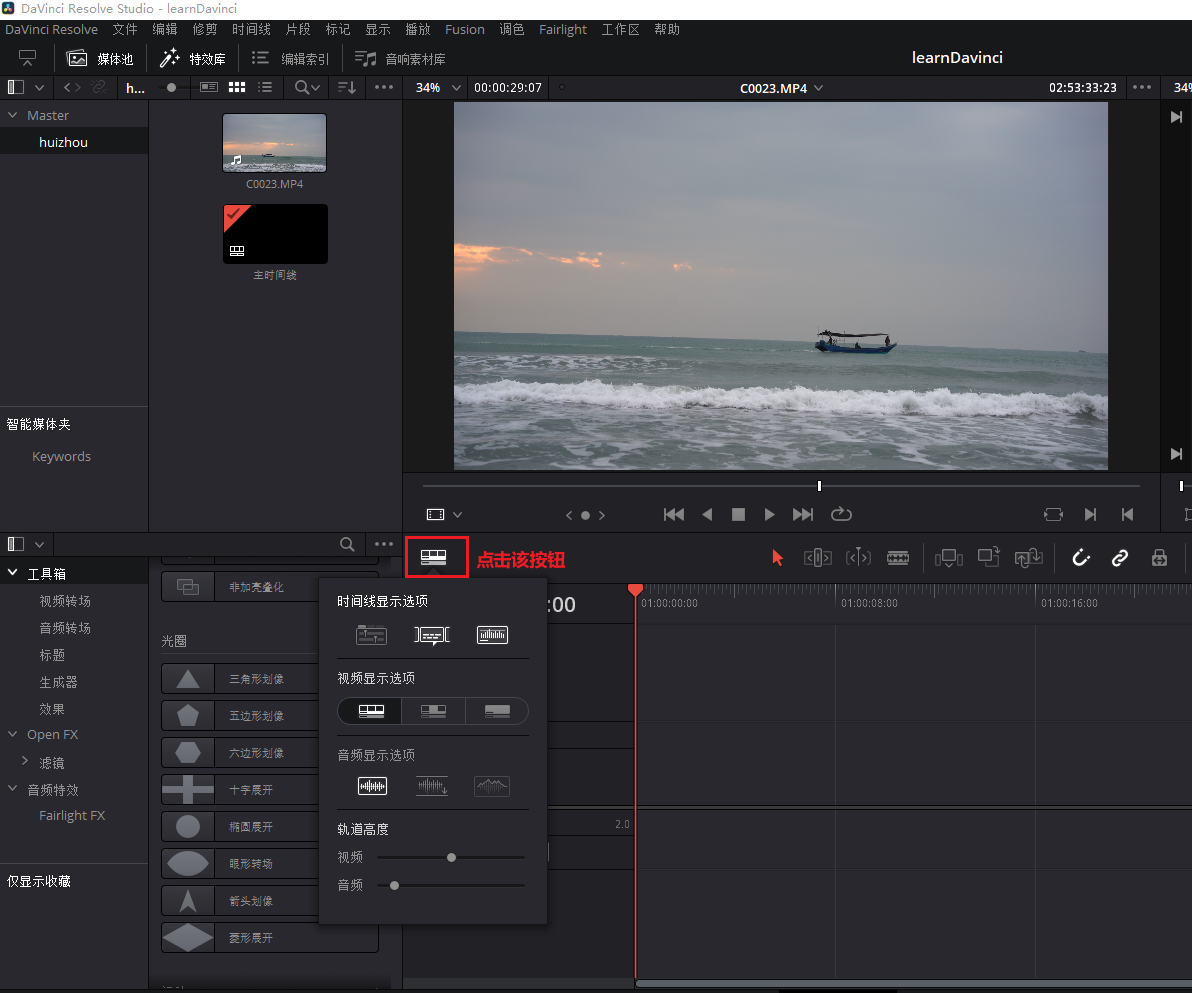 DaVinci Resolve Studio - learnDavinci
DaVinci Resolve 文件 编辑 修剪 时间线 片段 标记 显示 播放 Fusion 调色 Fairlight 工作区 帮助
媒体池 特效库 编辑索引 音响素材库 learnDavinci
h... 34% 00:00:29:07 C0023.MP4 02:53:33:23 34%
Master
huizhou
C0023.MP4
主时间线
智能媒体夹
Keywords
点击该按钮
工具箱
视频转场
音频转场
标题
生成器
效果
Open FX
滤镜
音频特效
Fairlight FX
仅显示收藏
非加亮叠化
光圈
三角形划像
五边形划像
六边形划像
十字展开
椭圆展开
眼形转场
箭头划像
菱形展开
时间线显示选项
视频显示选项
音频显示选项
轨道高度
视频
音频
:00
01:00:00:00 01:00:08:00 01:00:16:00
2.0